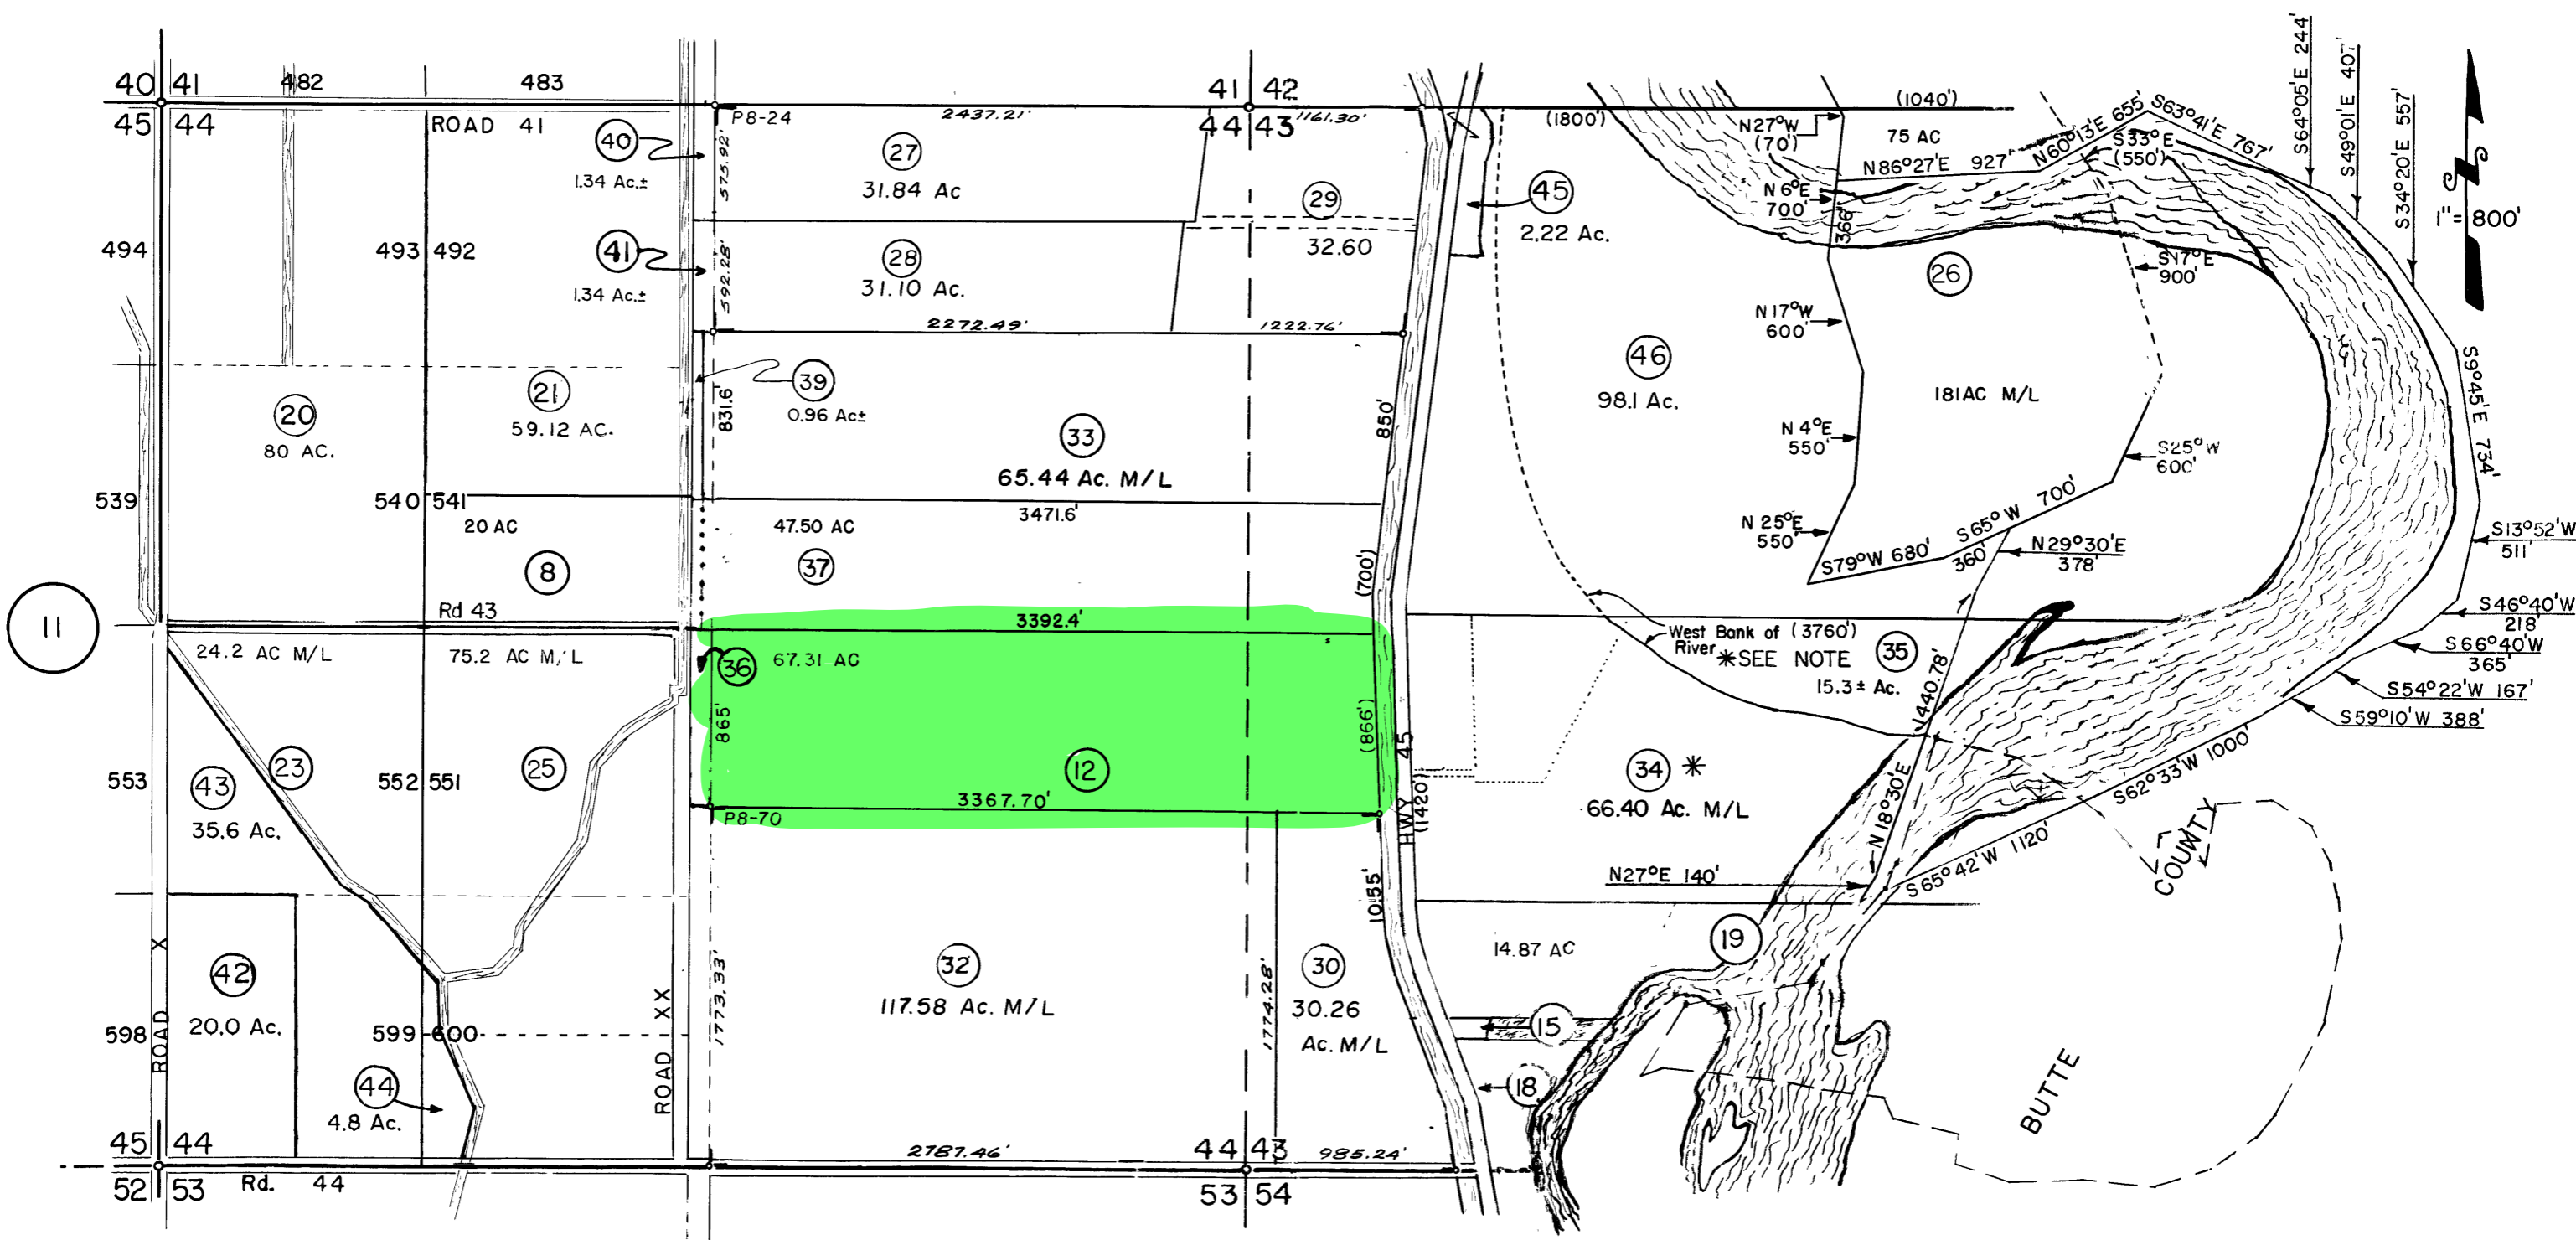 40 41
482
483
41 42
45 44
ROAD 41
P8-24
2437.21'
44 43
1161.30'
(1800')
(1040')
N27°W
(70')
75 AC
N86°27'E 927'
N60°13'E 655'
S63°41'E 767'
S33°E
(550')
S64°05'E 244'
S49°01'E 407'
S34°20'E 557'
1"=800'
40
1.34 Ac.±
575.92'
27
31.84 Ac
29
32.60
45
2.22 Ac.
N6°E
700'
366'
494
493 492
41
1.34 Ac.±
592.28'
28
31.10 Ac.
26
S17°E
900'
2272.49'
1222.76'
N17°W
600'
39
0.96 Ac±
831.6'
33
65.44 Ac. M/L
850'
46
98.1 Ac.
181AC M/L
N4°E
550'
S25°W
600'
S9°45'E 734'
20
80 AC.
21
59.12 AC.
539
540 541
20 AC
47.50 AC
3471.6'
N25°E
550'
S79°W 680'
S65°W 700'
360'
N29°30'E
378'
S13°52'W
511'
8
37
(700')
11
Rd 43
3392.4'
S46°40'W
218'
S66°40'W
365'
S54°22'W 167'
S59°10'W 388'
24.2 AC M/L
75.2 AC M/L
36
67.31 AC
West Bank of (3760')
River *SEE NOTE
35
15.3± Ac.
1440.78'
865'
(866')
HWY 45
(1420')
553
43
35.6 Ac.
23
552 551
25
12
3367.70'
P8-70
34 *
66.40 Ac. M/L
N18°30'E
S62°33'W 1000'
S65°42'W 1120'
COUNTY
N27°E 140'
1055'
ROAD X
42
20.0 Ac.
32
117.58 Ac. M/L
30
30.26
Ac. M/L
14.87 AC
19
1773.33'
1774.28'
598
599 600
ROAD XX
15
18
44
4.8 Ac.
BUTTE
45 44
2787.46'
44 43
985.24'
52 53
Rd. 44
53 54